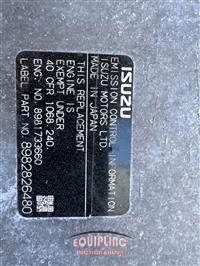 ISUZU
EMISSION CONTROL INFORMATION
ISUZU MOTORS LTD.
MADE IN JAPAN
THIS REPLACEMENT
ENGINE IS
EXEMPT UNDER
40 CFR 1068.240.
ENG NO. 8981733660
LABEL PART NO. 8982826480
EQUIPLINQ